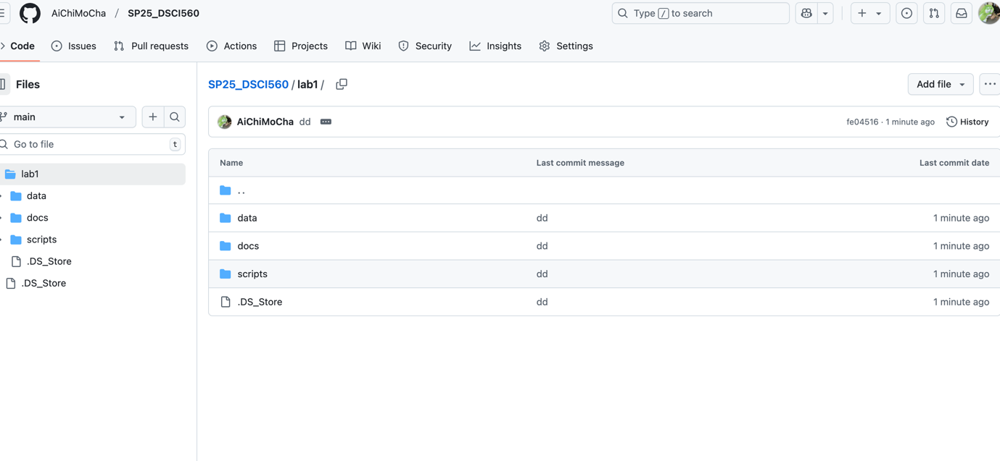 AiChiMoCha / SP25_DSCI560
Type / to search
Code Issues Pull requests Actions Projects Wiki Security Insights Settings
Files
main
Go to file t
lab1
data
docs
scripts
.DS_Store
.DS_Store
SP25_DSCI560 / lab1 /
Add file
AiChiMoCha dd
fe04516 · 1 minute ago History
Name Last commit message Last commit date
..
data dd 1 minute ago
docs dd 1 minute ago
scripts dd 1 minute ago
.DS_Store dd 1 minute ago